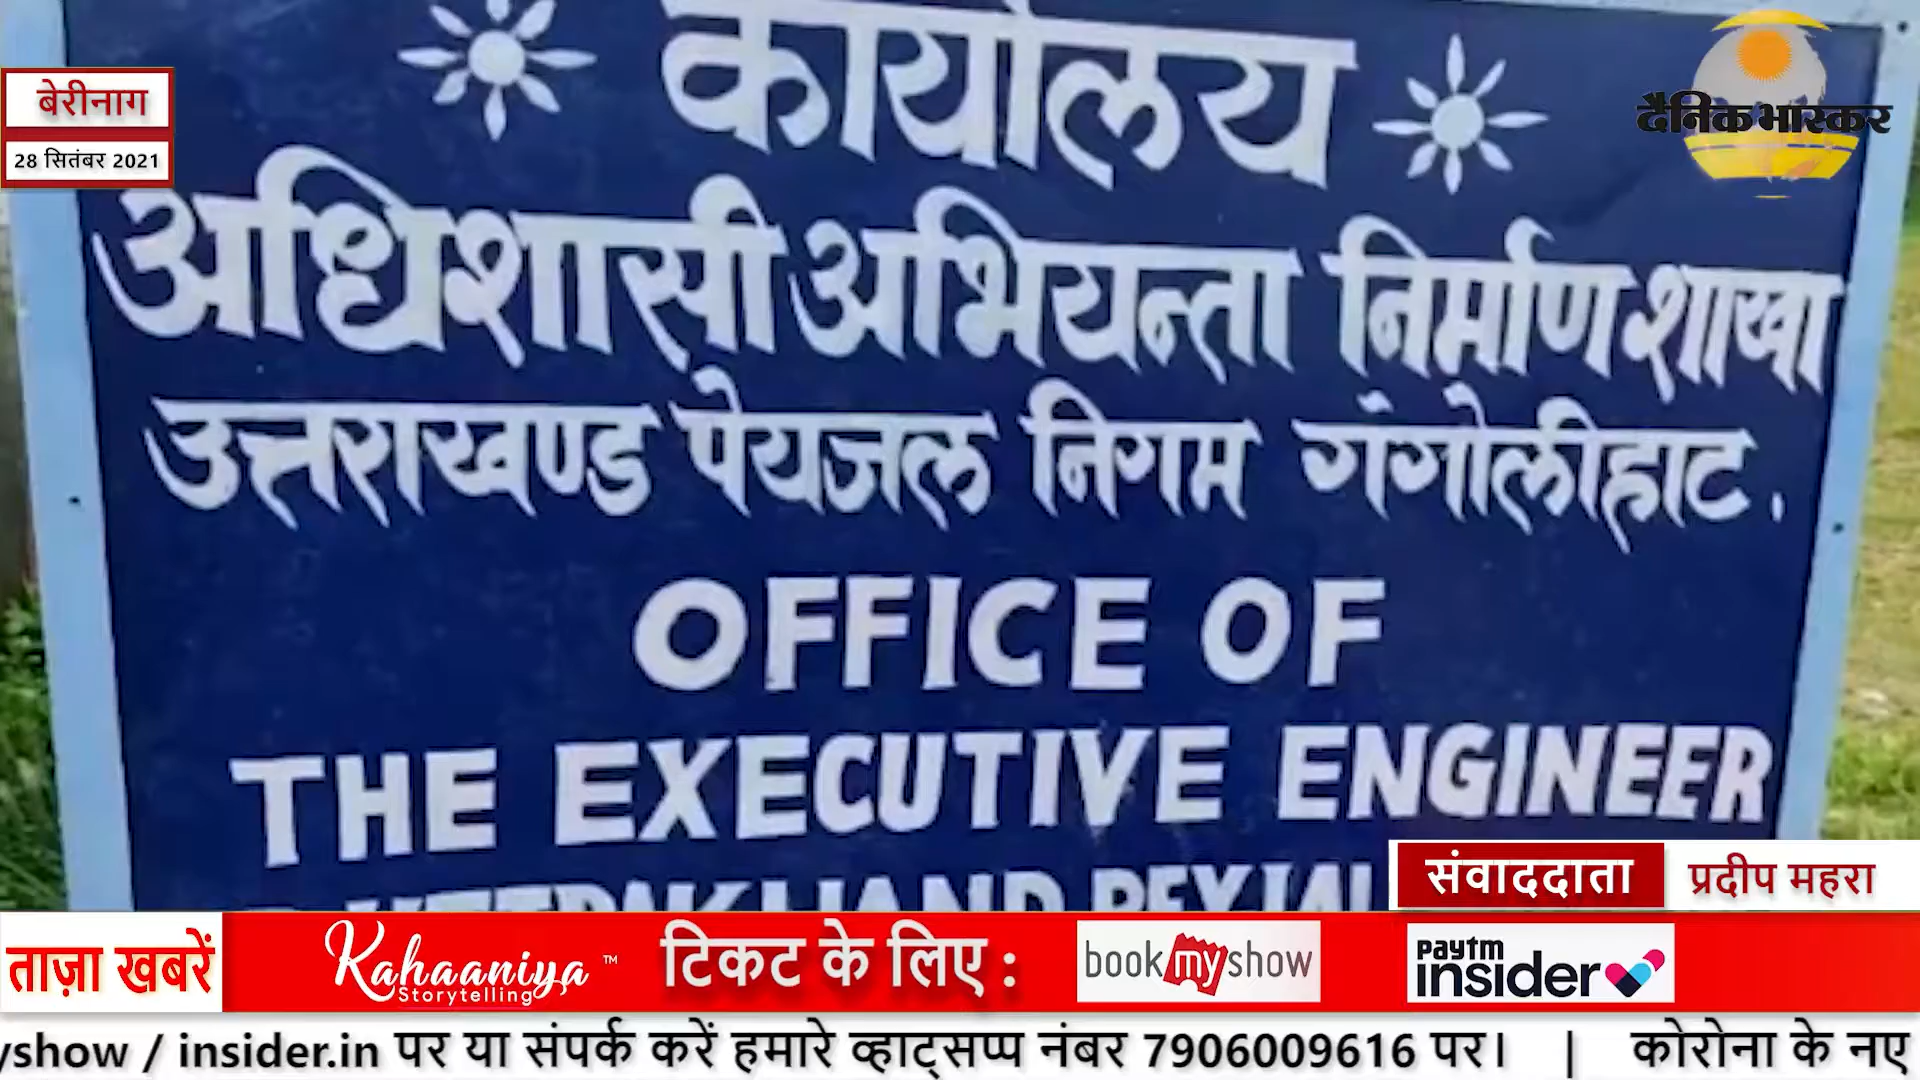 बेरीनाग
28 सितंबर 2021
दैनिक भास्कर
कार्यालय
अधिशासी अभियन्ता निर्माण शाखा
उत्तराखण्ड पेयजल निगम गंगोलीहाट.
OFFICE OF
THE EXECUTIVE ENGINEER
संवाददाता प्रदीप महरा
ताज़ा खबरें
Kahaaniya ™
Storytelling
टिकट के लिए :
bookmyshow
paytm
insider
yshow / insider.in पर या संपर्क करें हमारे व्हाट्सप्प नंबर 7906009616 पर। | कोरोना के नए